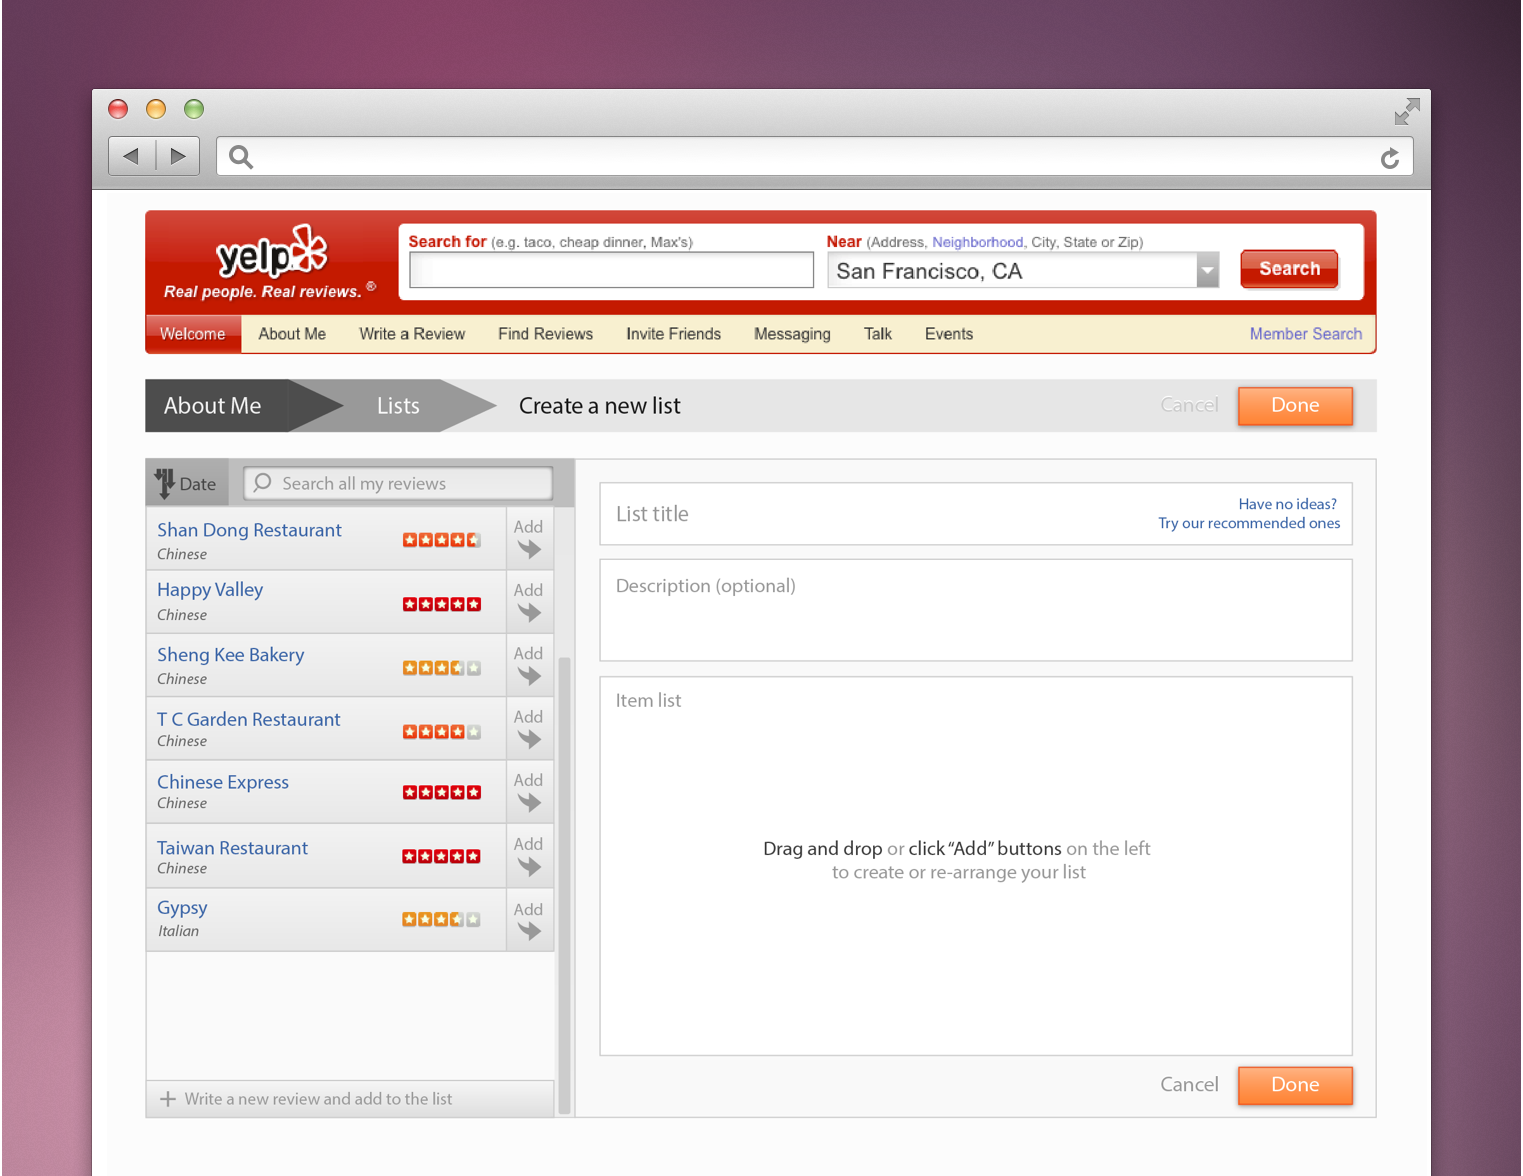 yelp
Real people. Real reviews. ®
Search for (e.g. taco, cheap dinner, Max's)
Near (Address, Neighborhood, City, State or Zip)
San Francisco, CA
Search
Welcome
About Me
Write a Review
Find Reviews
Invite Friends
Messaging
Talk
Events
Member Search
About Me
Lists
Create a new list
Cancel
Done
Date
Search all my reviews
Shan Dong Restaurant
Chinese
Add
Happy Valley
Chinese
Add
Sheng Kee Bakery
Chinese
Add
T C Garden Restaurant
Chinese
Add
Chinese Express
Chinese
Add
Taiwan Restaurant
Chinese
Add
Gypsy
Italian
Add
Write a new review and add to the list
List title
Have no ideas?
Try our recommended ones
Description (optional)
Item list
Drag and drop or click “Add” buttons on the left
to create or re-arrange your list
Cancel
Done